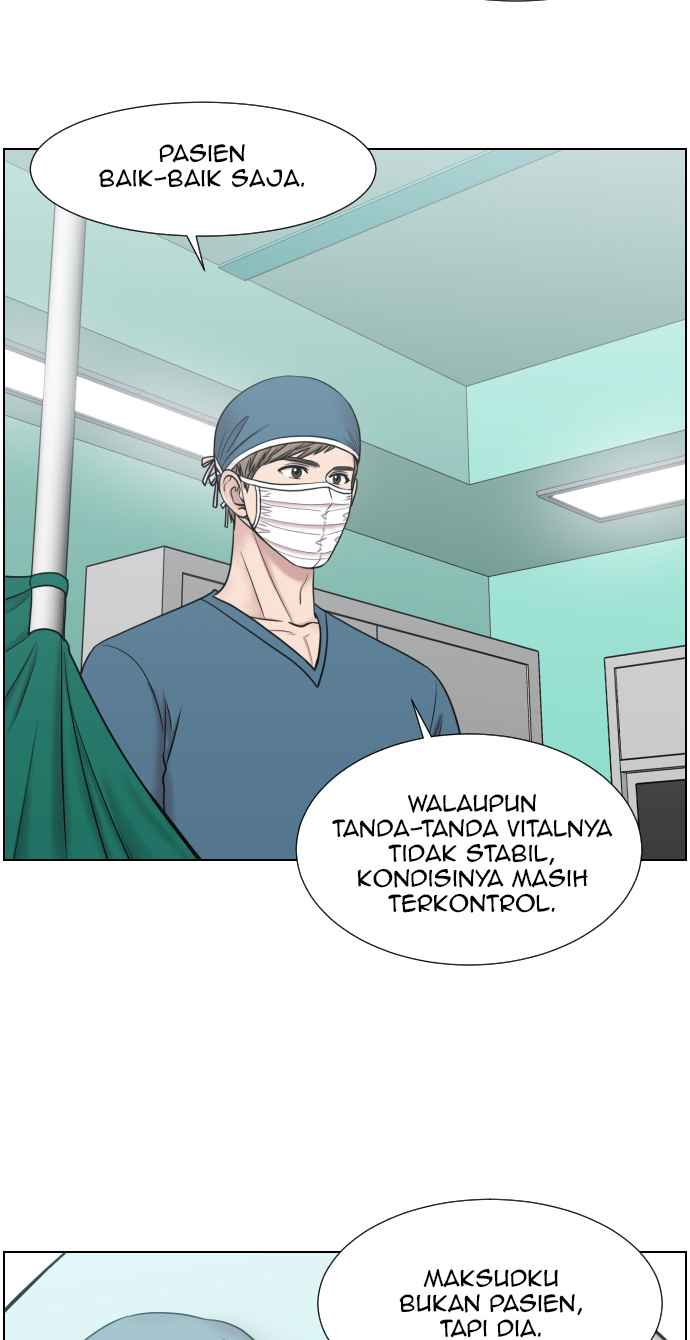 PASIEN
BAIK-BAIK SAJA.
WALAUPUN
TANDA-TANDA VITALNYA
TIDAK STABIL,
KONDISINYA MASIH
TERKONTROL.
MAKSUDKU
BUKAN PASIEN,
TAPI DIA.